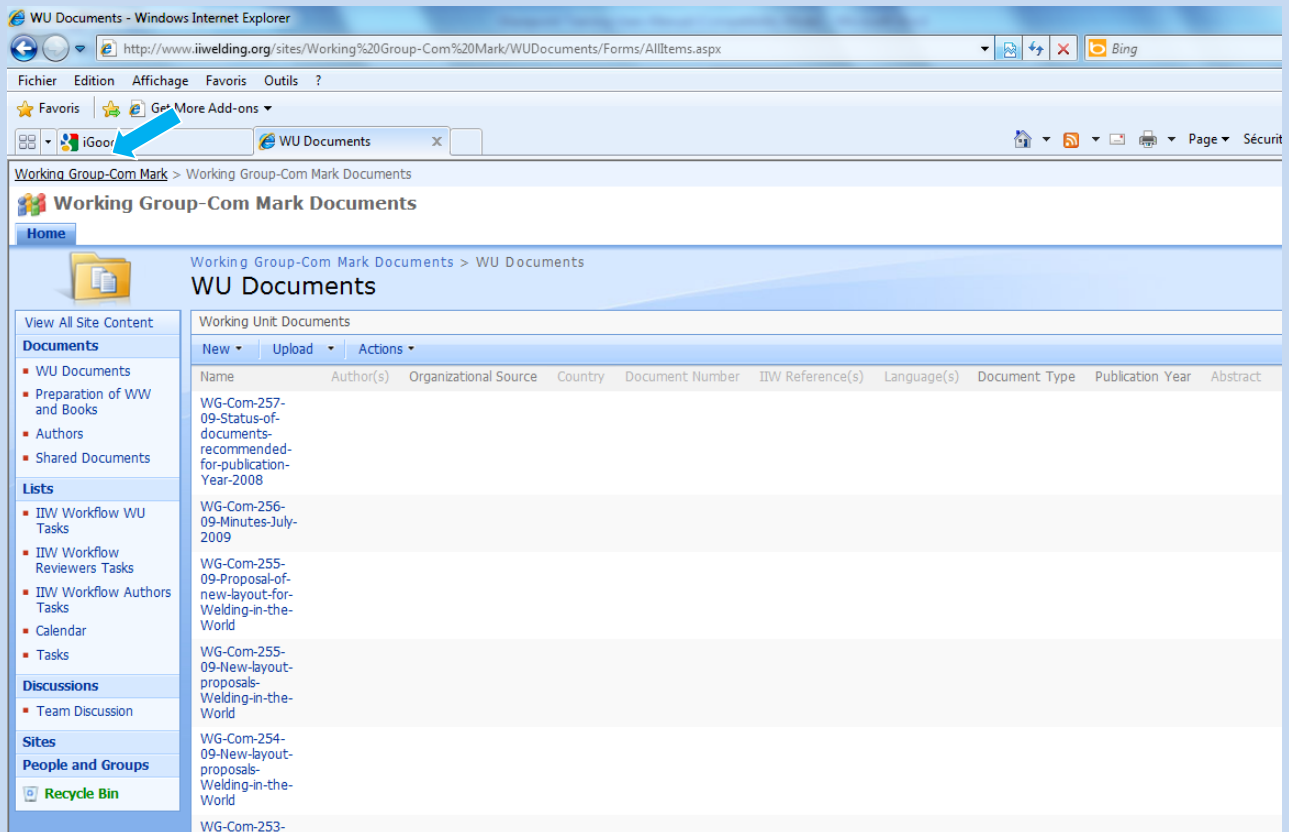 WU Documents - Windows Internet Explorer
http://www.iiwelding.org/sites/Working%20Group-Com%20Mark/WUDocuments/Forms/AllItems.aspx
Bing
Fichier Edition Affichage Favoris Outils ?
Favoris Get More Add-ons
WU Documents Page
Working Group-Com Mark > Working Group-Com Mark Documents
Working Group-Com Mark Documents
Home
Working Group-Com Mark Documents > WU Documents
WU Documents
View All Site Content
Documents
WU Documents
Preparation of WW
and Books
Authors
Shared Documents
Lists
IIW Workflow WU
Tasks
IIW Workflow
Reviewers Tasks
IIW Workflow Authors
Tasks
Calendar
Tasks
Discussions
Team Discussion
Sites
People and Groups
Recycle Bin
Working Unit Documents
New Upload Actions
Name Author(s) Organizational Source Country Document Number IIW Reference(s) Language(s) Document Type Publication Year Abstract
WG-Com-257-
09-Status-of-
documents-
recommended-
for-publication-
Year-2008
WG-Com-256-
09-Minutes-July-
2009
WG-Com-255-
09-Proposal-of-
new-layout-for-
Welding-in-the-
World
WG-Com-255-
09-New-layout-
proposals-
Welding-in-the-
World
WG-Com-254-
09-New-layout-
proposals-
Welding-in-the-
World
WG-Com-253-